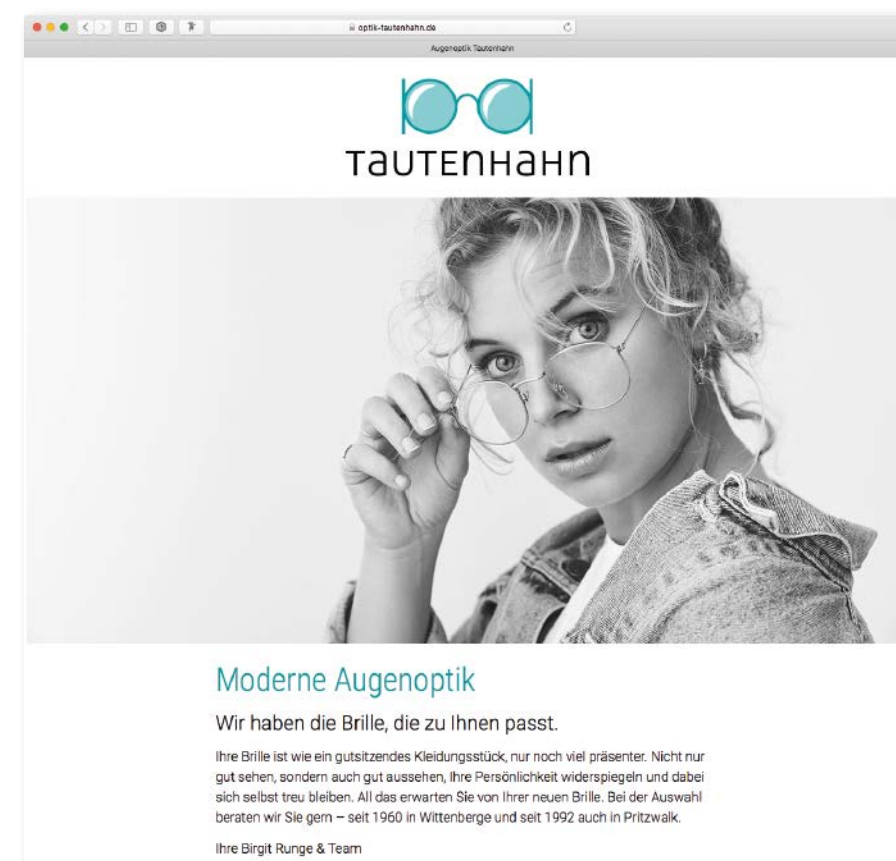 optik-tautenhahn.de
Augenoptik Tautenhahn
TaUTENHaHN
Moderne Augenoptik
Wir haben die Brille, die zu Ihnen passt.
Ihre Brille ist wie ein gutsitzendes Kleidungsstück, nur noch viel präsenter. Nicht nur
gut sehen, sondern auch gut aussehen, Ihre Persönlichkeit widerspiegeln und dabei
sich selbst treu bleiben. All das erwarten Sie von Ihrer neuen Brille. Bei der Auswahl
beraten wir Sie gern – seit 1960 in Wittenberge und seit 1992 auch in Pritzwalk.
Ihre Birgit Runge & Team